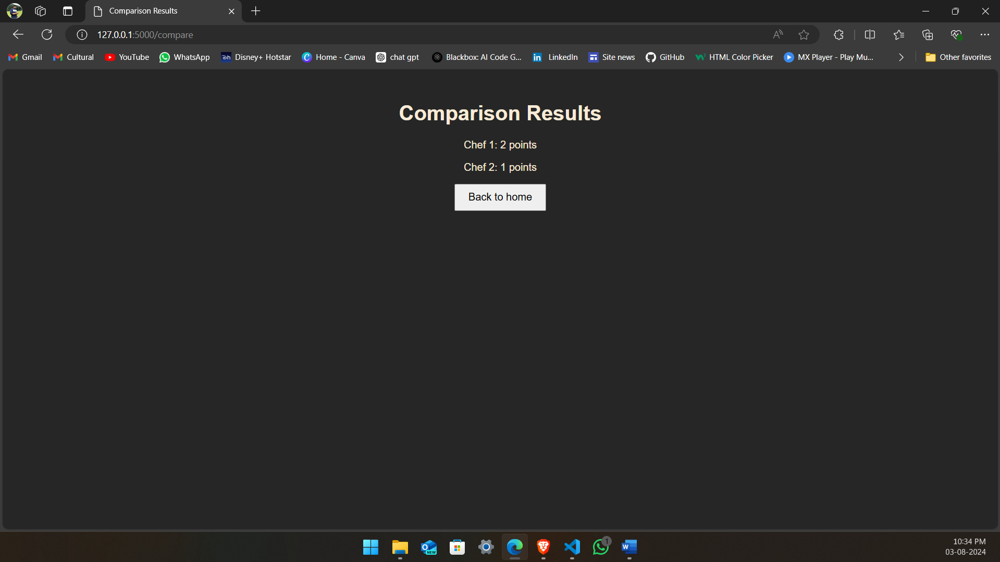 Comparison Results
127.0.0.1:5000/compare
Gmail Cultural YouTube WhatsApp Disney+ Hotstar Home - Canva chat gpt Blackbox: AI Code G... LinkedIn Site news GitHub HTML Color Picker MX Player - Play Mu... Other favorites
Comparison Results
Chef 1: 2 points
Chef 2: 1 points
Back to home
1
10:34 PM
03-08-2024